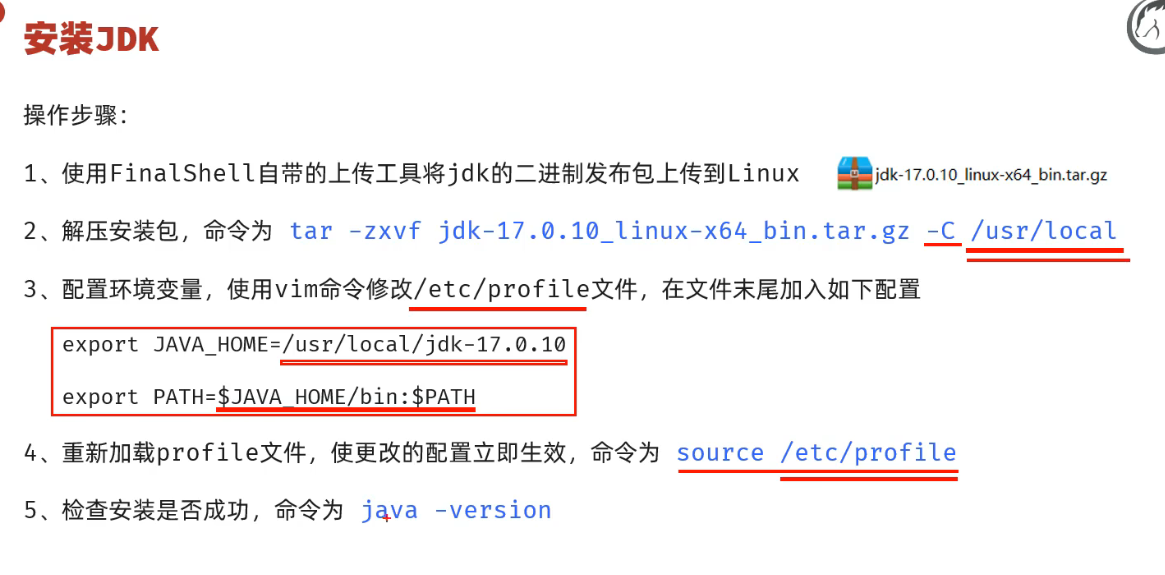 安装JDK
操作步骤：
1、使用FinalShell自带的上传工具将jdk的二进制发布包上传到Linux jdk-17.0.10_linux-x64_bin.tar.gz
2、解压安装包，命令为 tar -zxvf jdk-17.0.10_linux-x64_bin.tar.gz -C /usr/local
3、配置环境变量，使用vim命令修改/etc/profile文件，在文件末尾加入如下配置
export JAVA_HOME=/usr/local/jdk-17.0.10
export PATH=$JAVA_HOME/bin:$PATH
4、重新加载profile文件，使更改的配置立即生效，命令为 source /etc/profile
5、检查安装是否成功，命令为 java -version